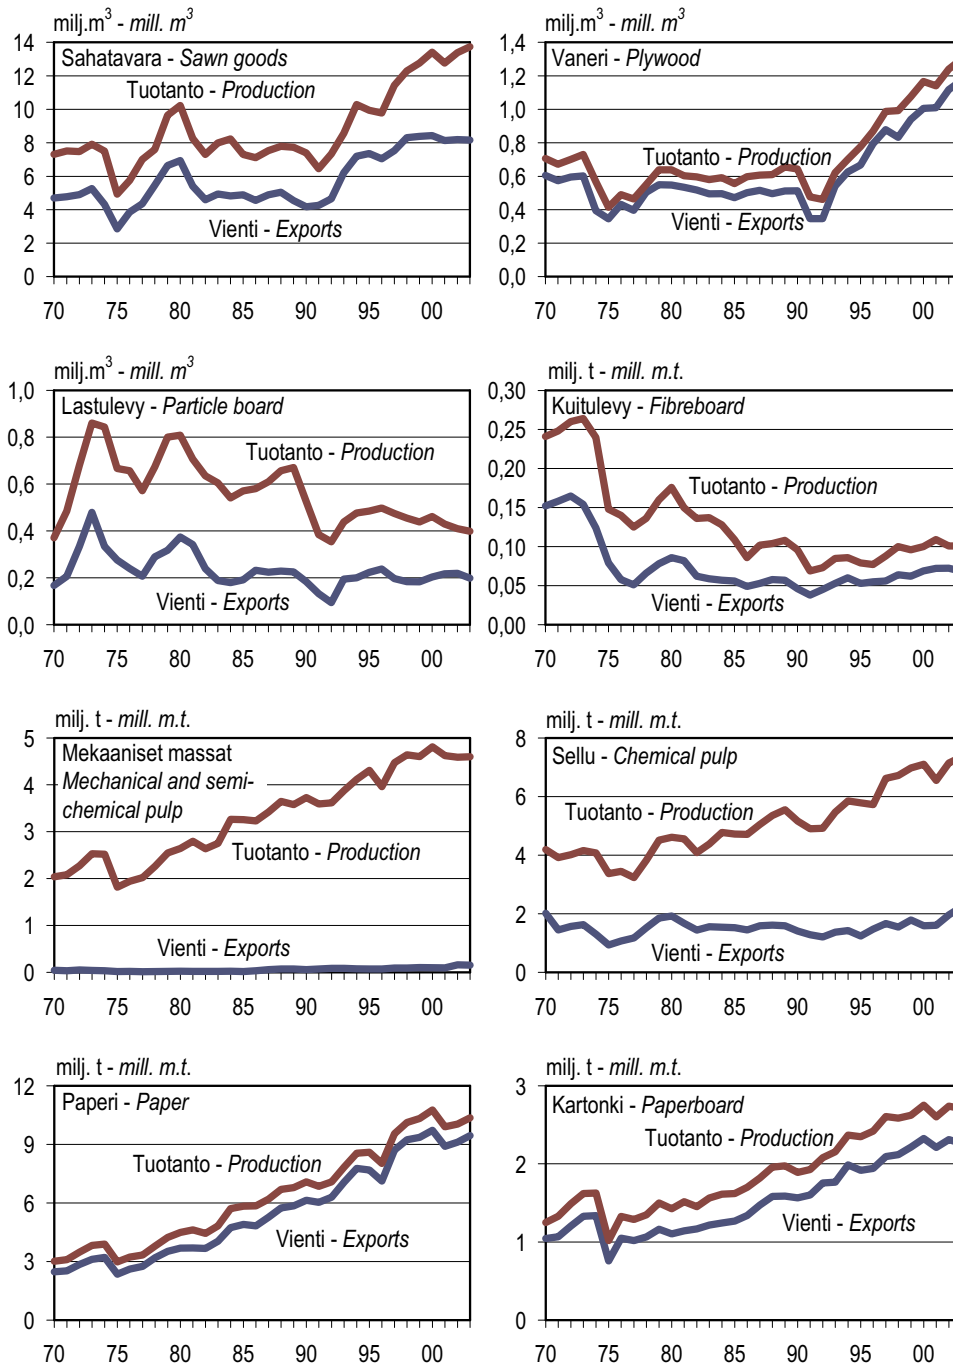 milj.m³ - mill. m³
Sahatavara - Sawn goods
Tuotanto - Production
Vienti - Exports
14
12
10
8
6
4
2
0
70 75 80 85 90 95 00
milj.m³ - mill. m³
Vaneri - Plywood
Tuotanto - Production
Vienti - Exports
1,4
1,2
1,0
0,8
0,6
0,4
0,2
0,0
70 75 80 85 90 95 00
milj.m³ - mill. m³
Lastulevy - Particle board
Tuotanto - Production
Vienti - Exports
1,0
0,8
0,6
0,4
0,2
0,0
70 75 80 85 90 95 00
milj. t - mill. m.t.
Kuitulevy - Fibreboard
Tuotanto - Production
Vienti - Exports
0,30
0,25
0,20
0,15
0,10
0,05
0,00
70 75 80 85 90 95 00
milj. t - mill. m.t.
Mekaaniset massat
Mechanical and semi-
chemical pulp
Tuotanto - Production
Vienti - Exports
5
4
3
2
1
0
70 75 80 85 90 95 00
milj. t - mill. m.t.
Sellu - Chemical pulp
Tuotanto - Production
Vienti - Exports
8
6
4
2
0
70 75 80 85 90 95 00
milj. t - mill. m.t.
Paperi - Paper
Tuotanto - Production
Vienti - Exports
12
9
6
3
0
70 75 80 85 90 95 00
milj. t - mill. m.t.
Kartonki - Paperboard
Tuotanto - Production
Vienti - Exports
3
2
1
0
70 75 80 85 90 95 00